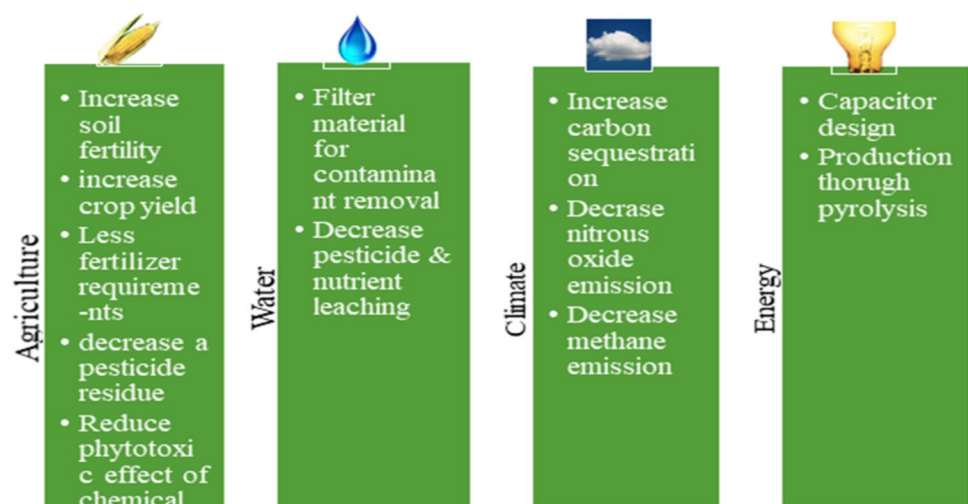 Agriculture
• Increase
soil
fertility
• increase
crop yield
• Less
fertilizer
requireme
-nts
• decrease a
pesticide
residue
• Reduce
phytotoxi
c effect of
chemical
Water
• Filter
material
for
contamina
nt removal
• Decrease
pesticide &
nutrient
leaching
Climate
• Increase
carbon
sequestrati
on
• Decrase
nitrous
oxide
emission
• Decrease
methane
emission
Energy
• Capacitor
design
• Production
thorugh
pyrolysis